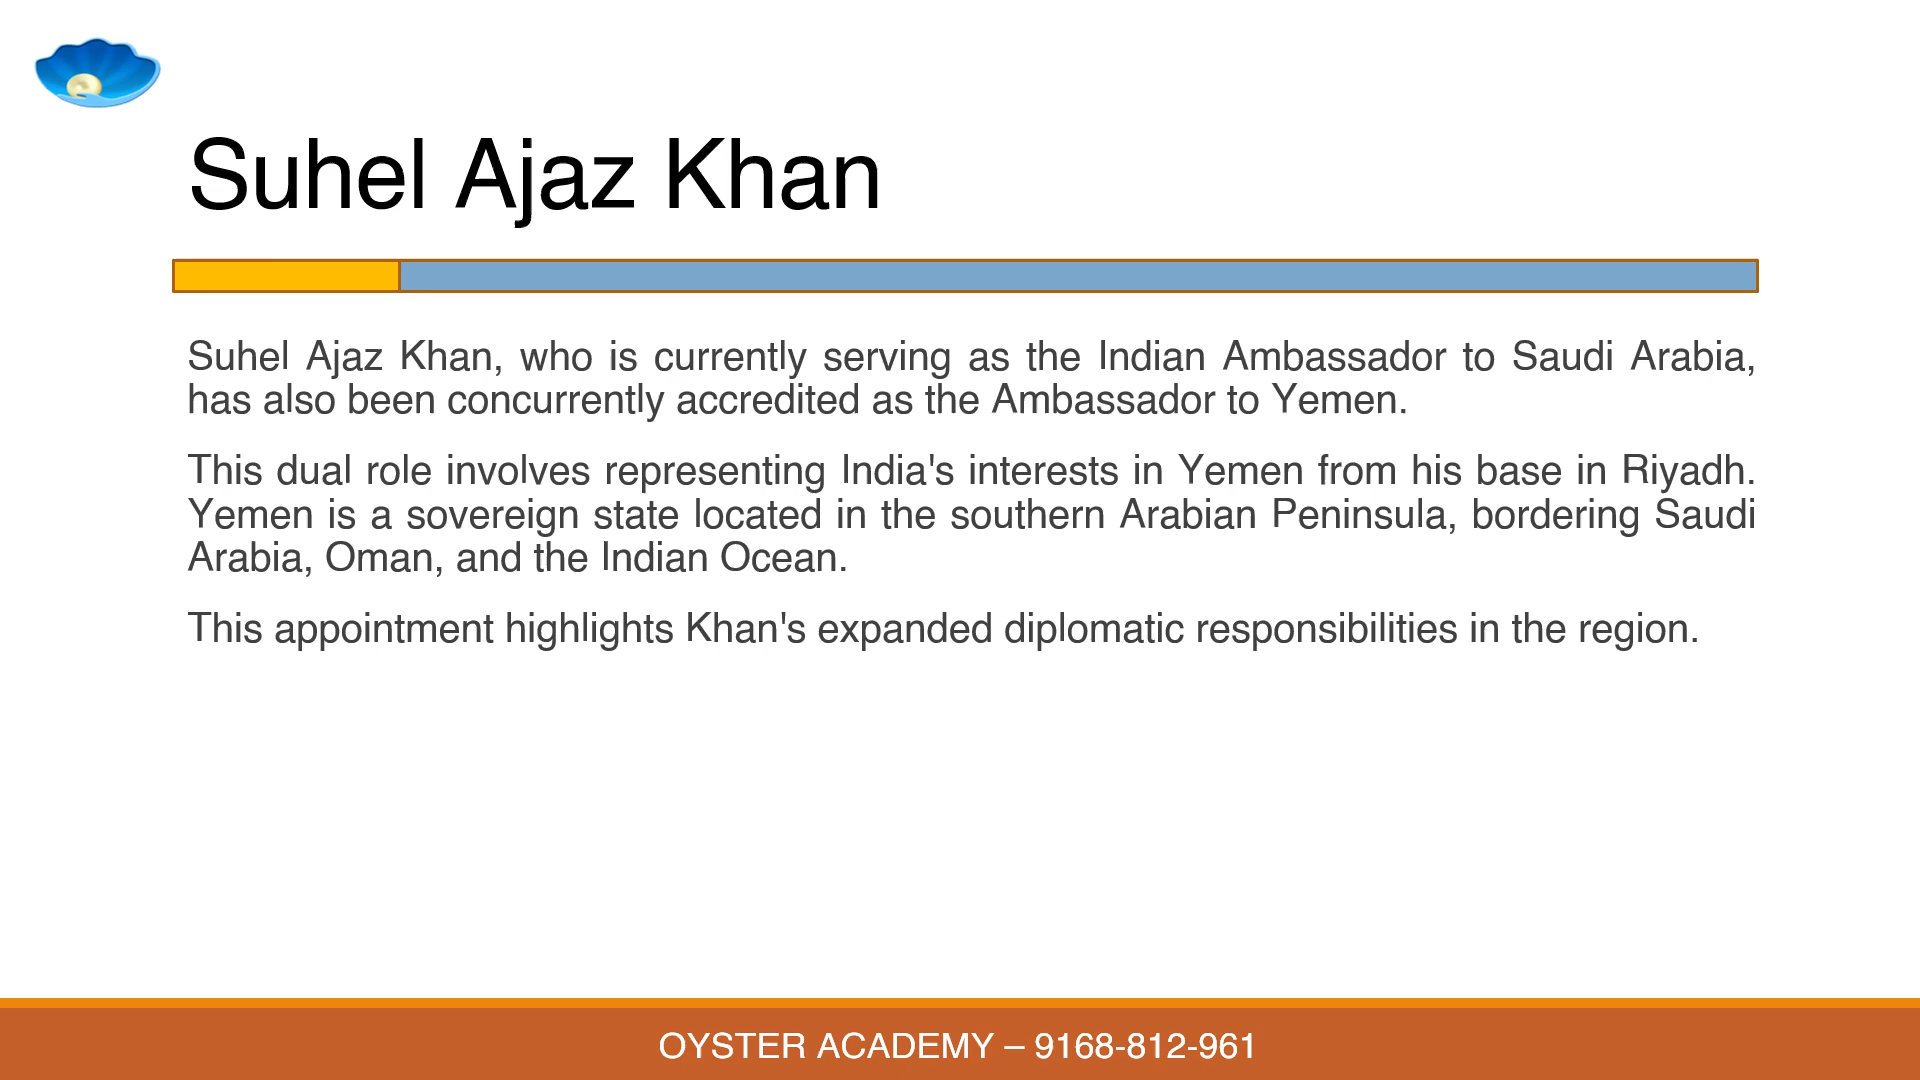 Suhel Ajaz Khan
Suhel Ajaz Khan, who is currently serving as the Indian Ambassador to Saudi Arabia,
has also been concurrently accredited as the Ambassador to Yemen.
This dual role involves representing India's interests in Yemen from his base in Riyadh.
Yemen is a sovereign state located in the southern Arabian Peninsula, bordering Saudi
Arabia, Oman, and the Indian Ocean.
This appointment highlights Khan's expanded diplomatic responsibilities in the region.
OYSTER ACADEMY – 9168-812-961